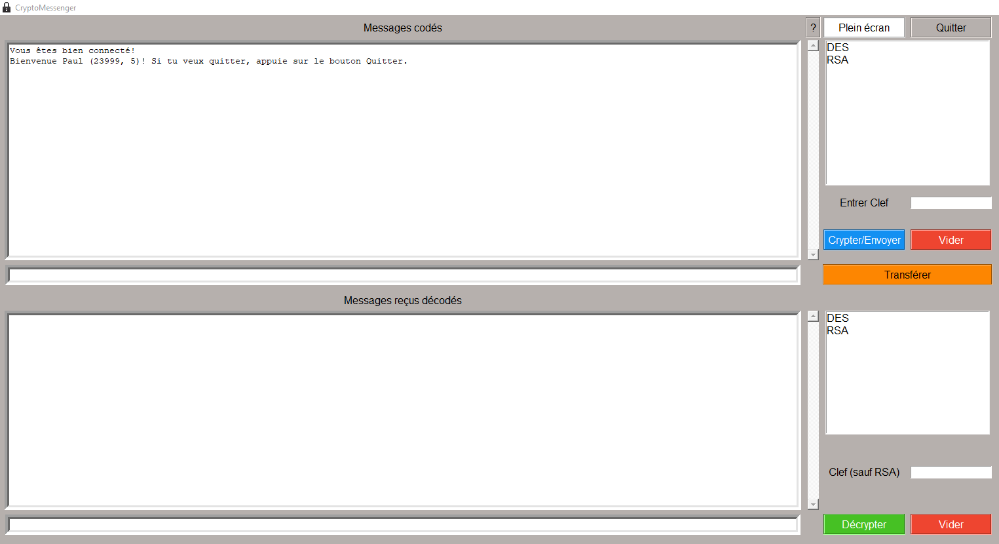 CryptoMessenger
Messages codés
?
Plein écran
Quitter
Vous êtes bien connecté!
Bienvenue Paul (23999, 5)! Si tu veux quitter, appuie sur le bouton Quitter.
DES
RSA
Entrer Clef
Crypter/Envoyer
Vider
Transférer
Messages reçus décodés
DES
RSA
Clef (sauf RSA)
Décrypter
Vider